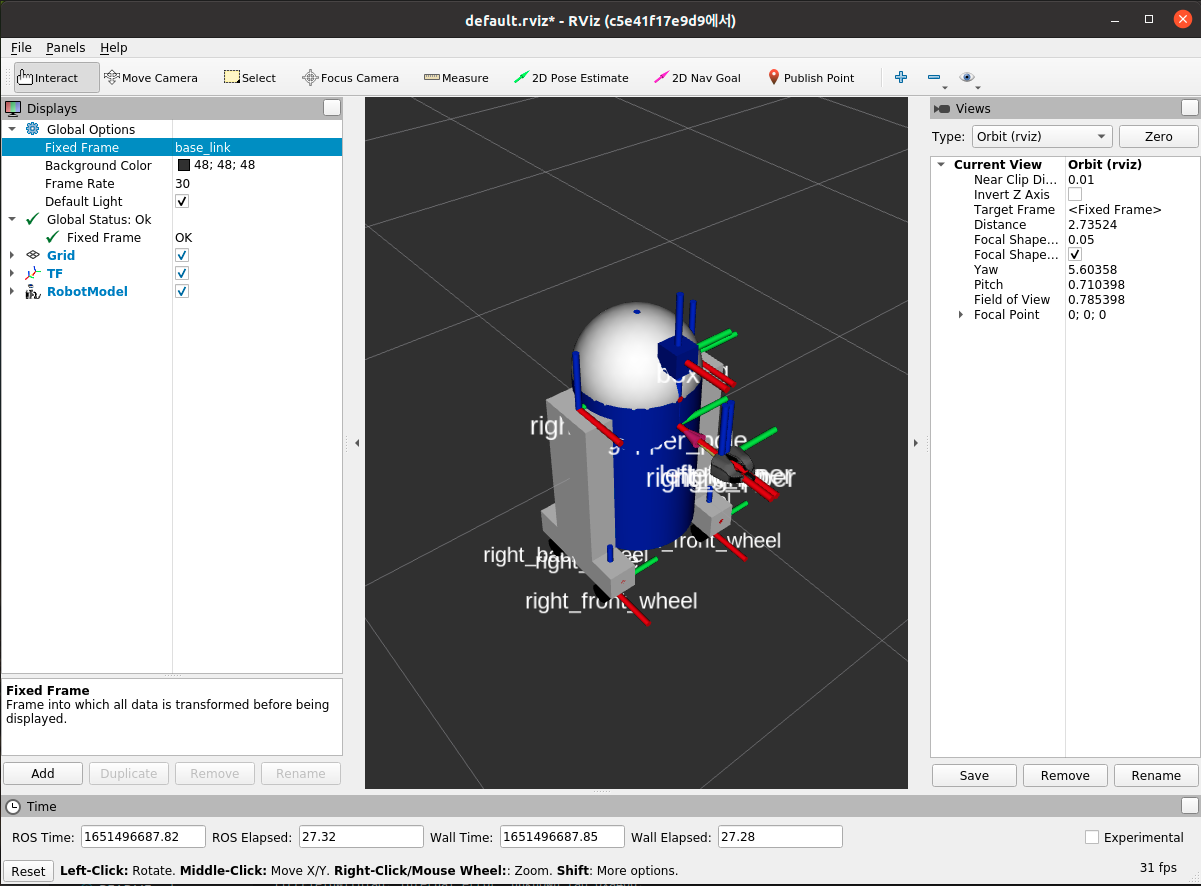 default.rviz* - RViz (c5e41f17e9d9에서)
File Panels Help
Interact Move Camera Select Focus Camera Measure 2D Pose Estimate 2D Nav Goal Publish Point
Displays
Global Options
Fixed Frame base_link
Background Color 48; 48; 48
Frame Rate 30
Default Light
Global Status: Ok
Fixed Frame OK
Grid
TF
RobotModel
Fixed Frame
Frame into which all data is transformed before being
displayed.
Add Duplicate Remove Rename
right_front_wheel
Views
Type: Orbit (rviz) Zero
Current View Orbit (rviz)
Near Clip Di... 0.01
Invert Z Axis
Target Frame <Fixed Frame>
Distance 2.73524
Focal Shape... 0.05
Focal Shape...
Yaw 5.60358
Pitch 0.710398
Field of View 0.785398
Focal Point 0; 0; 0
Save Remove Rename
Time
ROS Time: 1651496687.82 ROS Elapsed: 27.32 Wall Time: 1651496687.85 Wall Elapsed: 27.28 Experimental
Reset Left-Click: Rotate. Middle-Click: Move X/Y. Right-Click/Mouse Wheel:: Zoom. Shift: More options. 31 fps